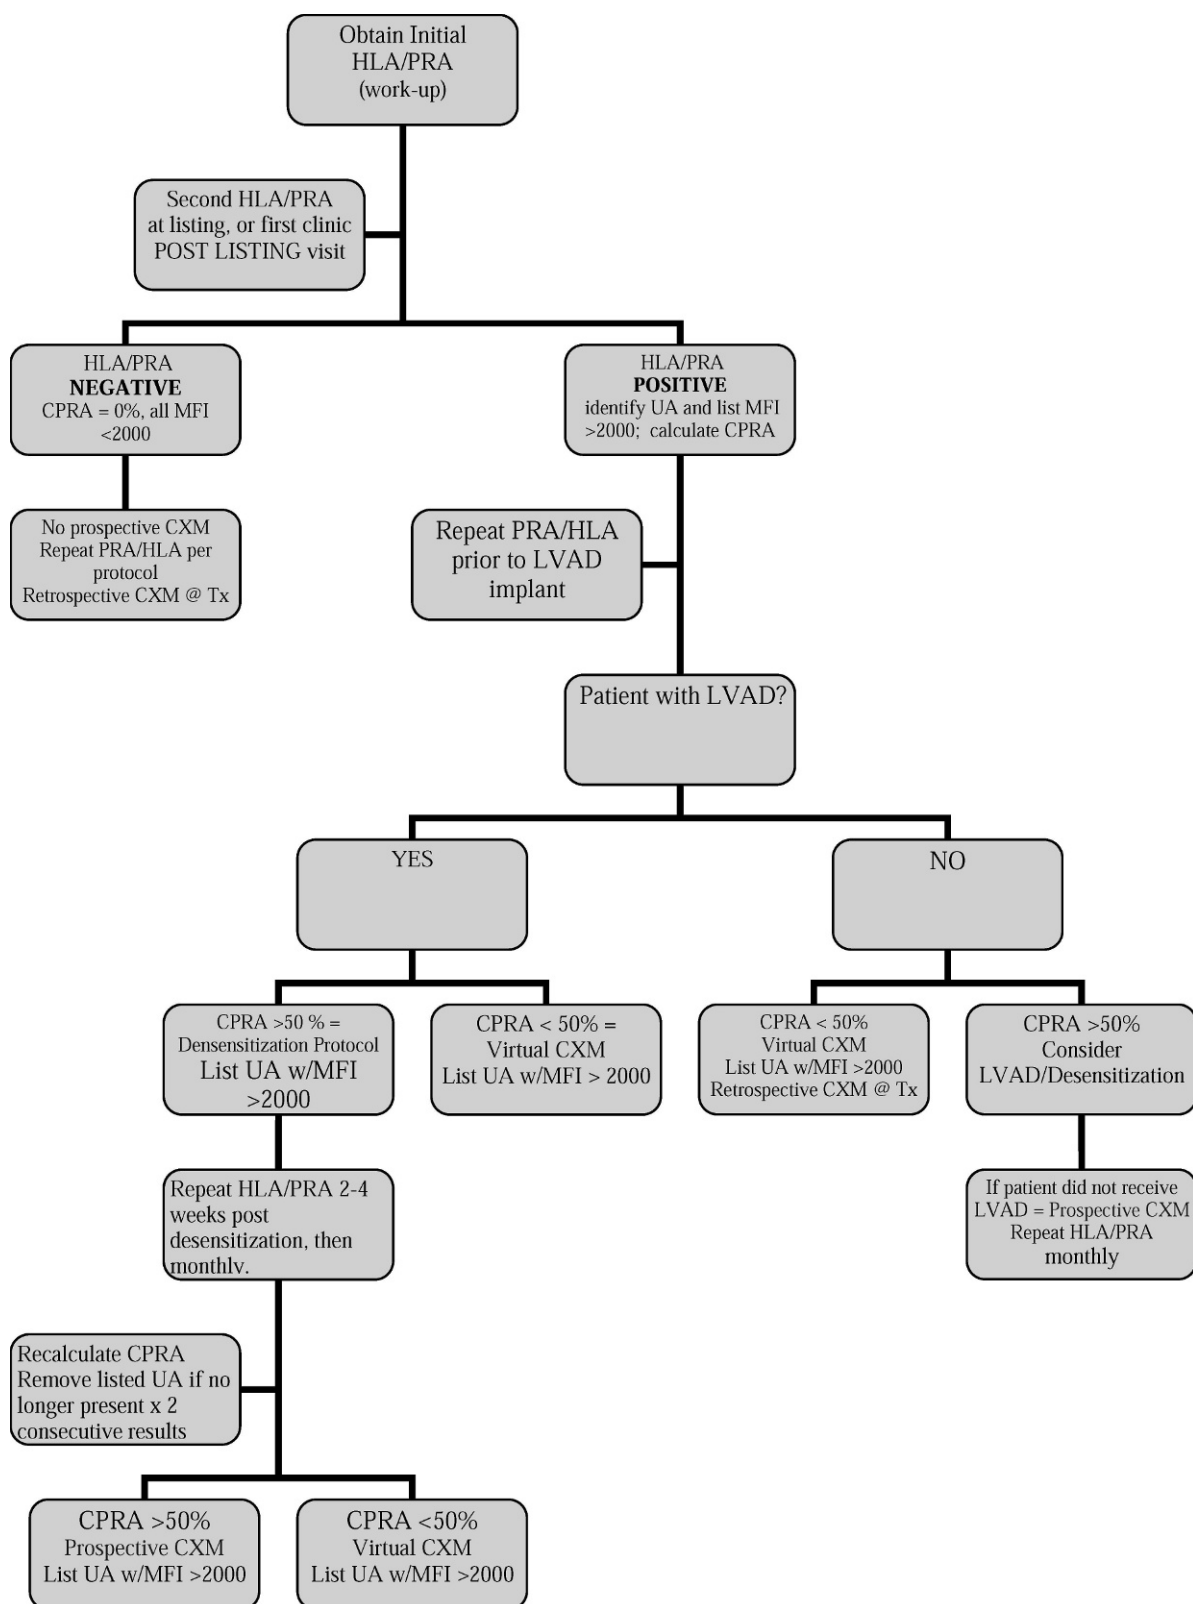 Obtain Initial
HLA/PRA
(work-up)
Second HLA/PRA
at listing, or first clinic
POST LISTING visit
HLA/PRA
NEGATIVE
CPRA = 0%, all MFI
<2000
HLA/PRA
POSITIVE
identify UA and list MFI
>2000; calculate CPRA
No prospective CXM
Repeat PRA/HLA per
protocol
Retrospective CXM @ Tx
Repeat PRA/HLA
prior to LVAD
implant
Patient with LVAD?
YES
NO
CPRA >50 % =
Densensitization Protocol
List UA w/MFI
>2000
CPRA < 50% =
Virtual CXM
List UA w/MFI > 2000
CPRA < 50%
Virtual CXM
List UA w/MFI >2000
Retrospective CXM @ Tx
CPRA >50%
Consider
LVAD/Desensitization
Repeat HLA/PRA 2-4
weeks post
desensitization, then
monthly.
If patient did not receive
LVAD = Prospective CXM
Repeat HLA/PRA
monthly
Recalculate CPRA
Remove listed UA if no
longer present x 2
consecutive results
CPRA >50%
Prospective CXM
List UA w/MFI >2000
CPRA <50%
Virtual CXM
List UA w/MFI >2000